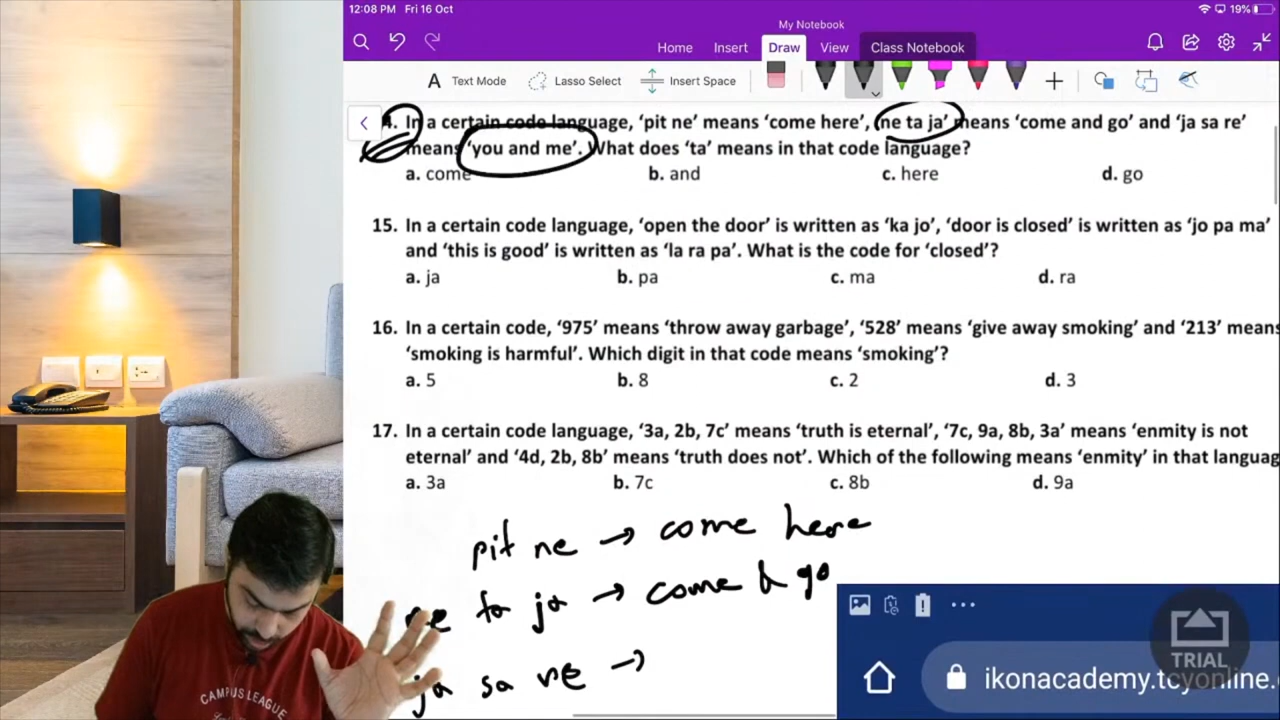 12:08 PM Fri 16 Oct
19%
My Notebook
Home Insert Draw View Class Notebook
A Text Mode Lasso Select Insert Space
4. In a certain code language, ‘pit ne’ means ‘come here’, ne ta ja’ means ‘come and go’ and ‘ja sa re’
means ‘you and me’. What does ‘ta’ means in that code language?
a. come b. and c. here d. go
15. In a certain code language, ‘open the door’ is written as ‘ka jo’, ‘door is closed’ is written as ‘jo pa ma’
and ‘this is good’ is written as ‘la ra pa’. What is the code for ‘closed’?
a. ja b. pa c. ma d. ra
16. In a certain code, ‘975’ means ‘throw away garbage’, ‘528’ means ‘give away smoking’ and ‘213’ means
‘smoking is harmful’. Which digit in that code means ‘smoking’?
a. 5 b. 8 c. 2 d. 3
17. In a certain code language, ‘3a, 2b, 7c’ means ‘truth is eternal’, ‘7c, 9a, 8b, 3a’ means ‘enmity is not
eternal’ and ‘4d, 2b, 8b’ means ‘truth does not’. Which of the following means ‘enmity’ in that languag
a. 3a b. 7c c. 8b d. 9a
pit ne → come here
ne ta ja → come & go
ja sa re →
TRIAL
ikonacademy.tcyonline.
CAMPUS LEAGUE